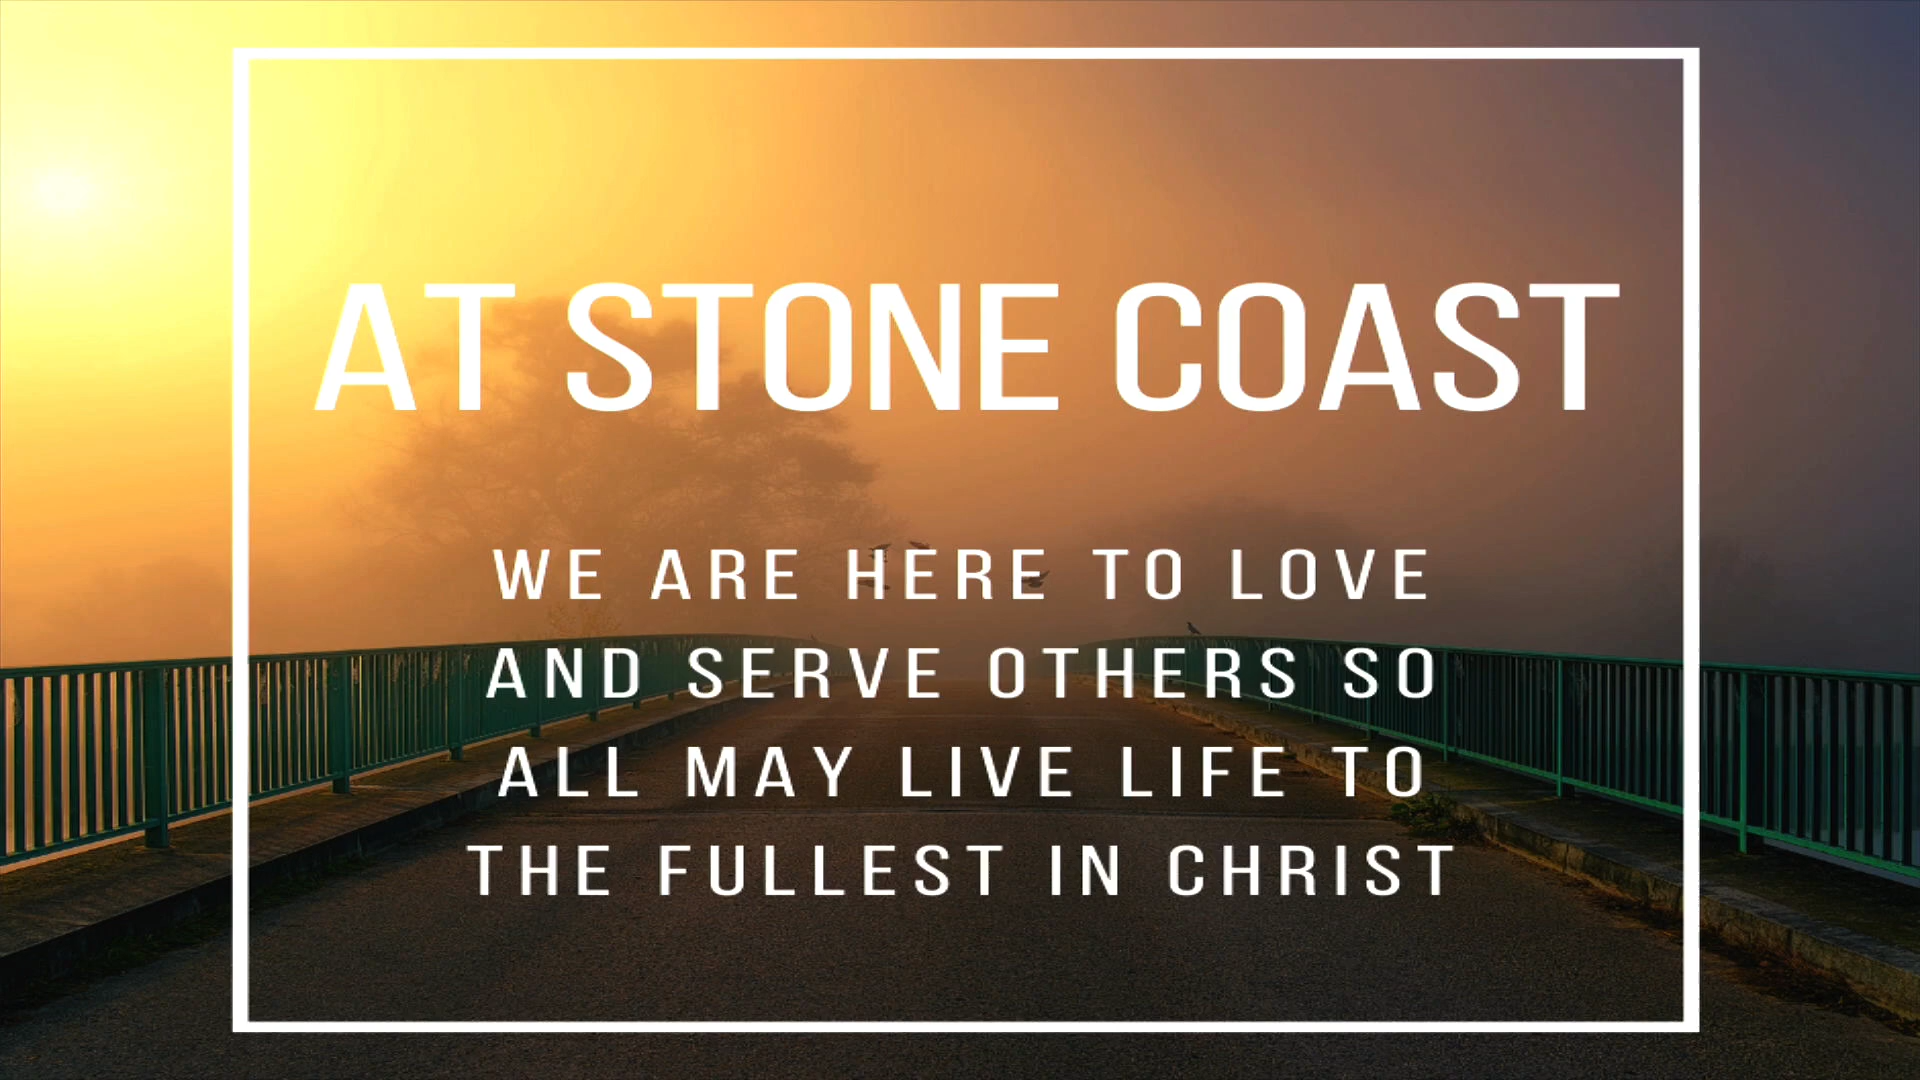 AT STONE COAST
WE ARE HERE TO LOVE
AND SERVE OTHERS SO
ALL MAY LIVE LIFE TO
THE FULLEST IN CHRIST